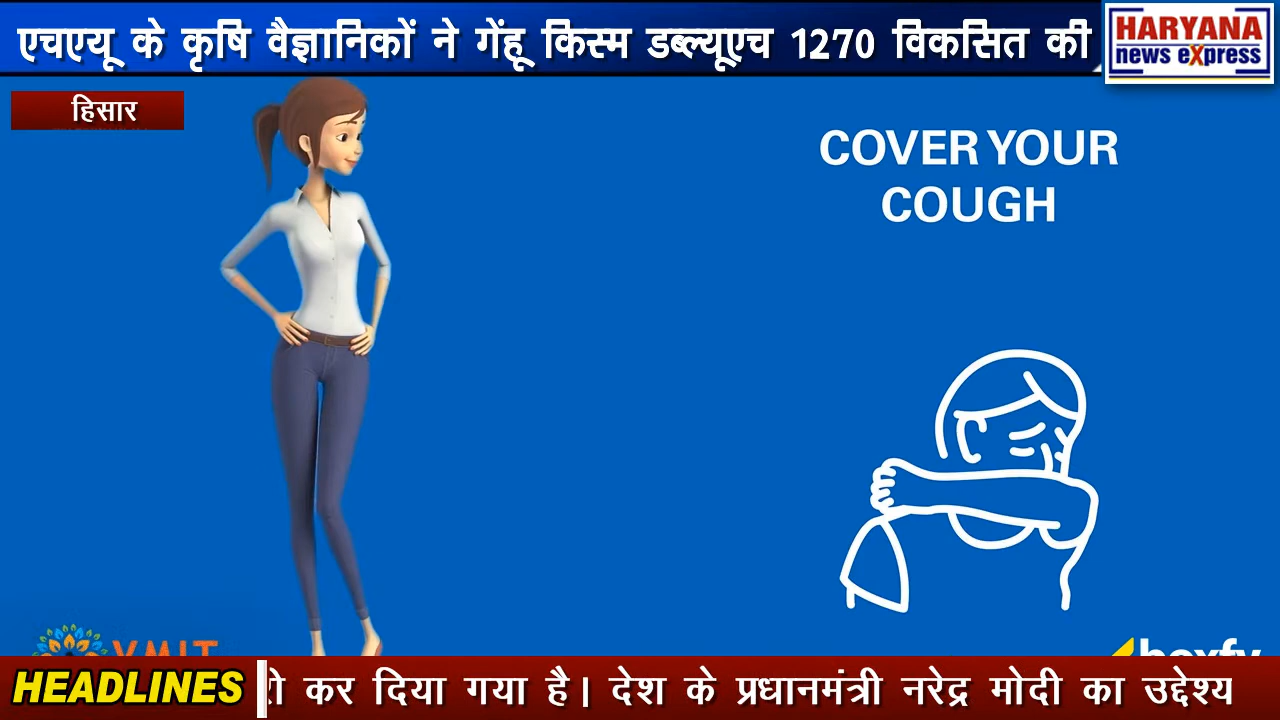 एचएयू के कृषि वैज्ञानिकों ने गेंहू किस्म डब्ल्यूएच 1270 विकसित की
HARYANA
news eXpress
हिसार
COVER YOUR
COUGH
HEADLINES
कर दिया गया है। देश के प्रधानमंत्री नरेद्र मोदी का उद्देश्य